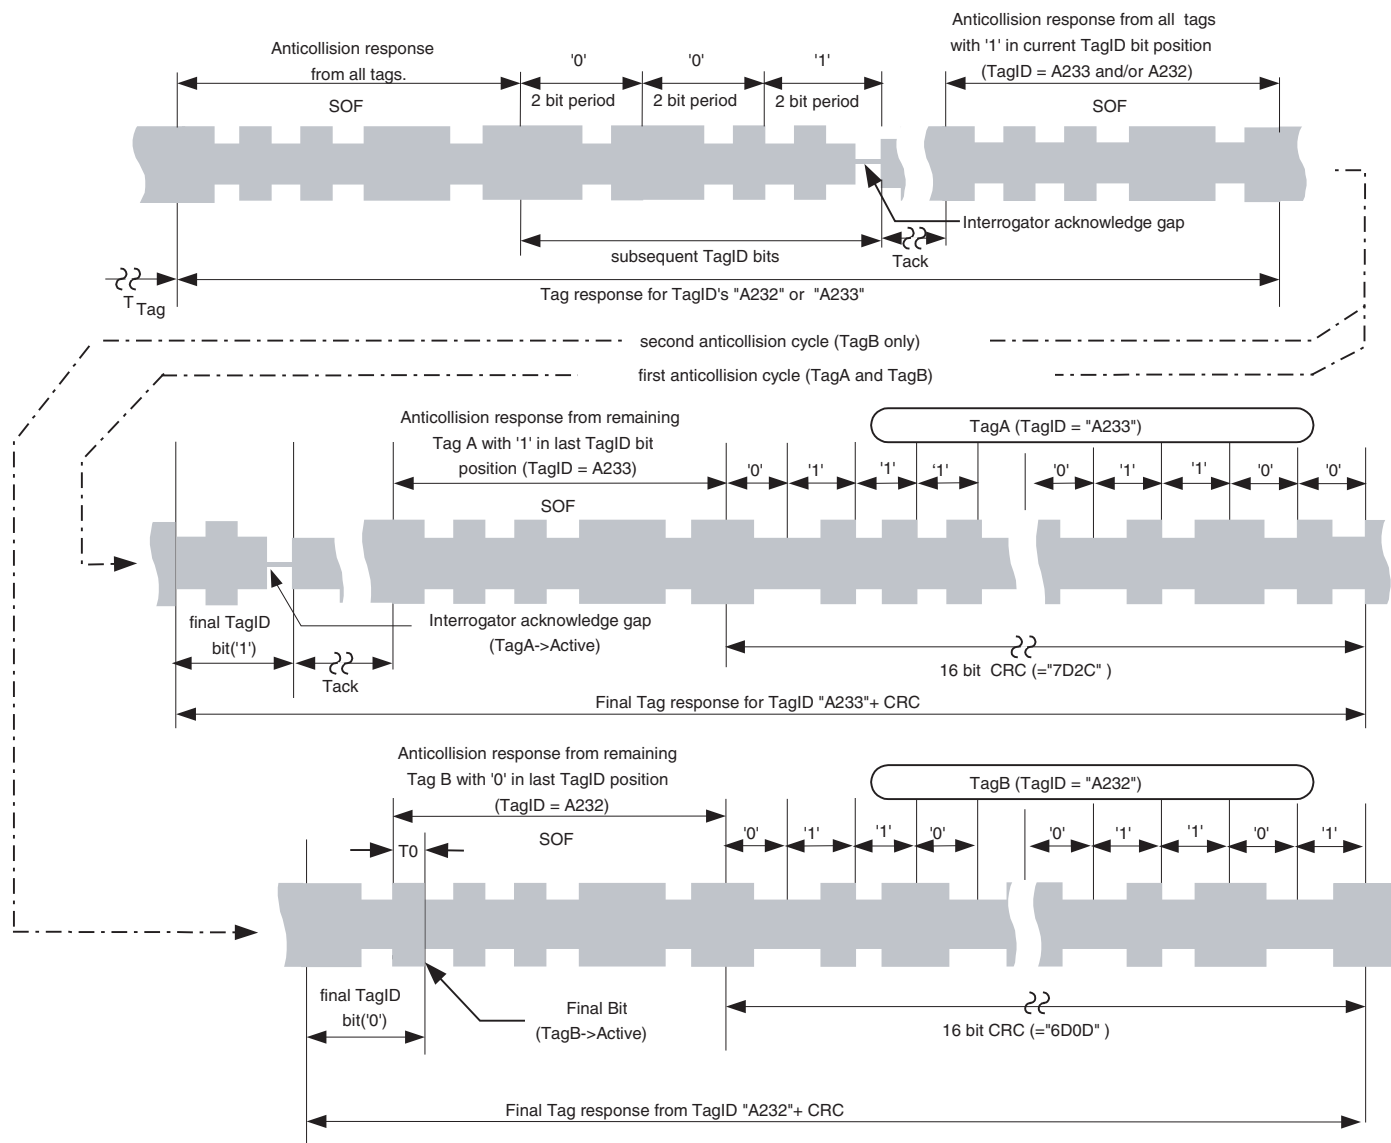 Anticollision response
from all tags.
'0'
'0'
'1'
Anticollision response from all tags
with '1' in current TagID bit position
(TagID = A233 and/or A232)
SOF
2 bit period
2 bit period
2 bit period
SOF
Interrogator acknowledge gap
subsequent TagID bits
Tack
T Tag
Tag response for TagID's "A232" or "A233"
second anticollision cycle (TagB only)
first anticollision cycle (TagA and TagB)
Anticollision response from remaining
Tag A with '1' in last TagID bit
position (TagID = A233)
TagA (TagID = "A233")
'0'
'1'
'1'
'1'
'0'
'1'
'1'
'0'
'0'
SOF
final TagID
bit('1')
Interrogator acknowledge gap
(TagA->Active)
Tack
16 bit CRC (="7D2C" )
Final Tag response for TagID "A233"+ CRC
Anticollision response from remaining
Tag B with '0' in last TagID position
(TagID = A232)
TagB (TagID = "A232")
T0
SOF
'0'
'1'
'1'
'0'
'0'
'1'
'1'
'0'
'1'
final TagID
bit('0')
Final Bit
(TagB->Active)
16 bit CRC (="6D0D" )
Final Tag response from TagID "A232"+ CRC